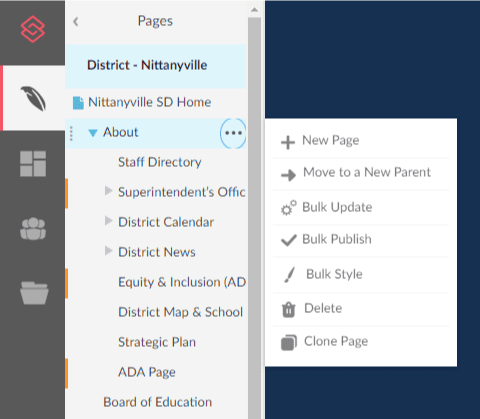 Pages
District - Nittanyville
Nittanyville SD Home
About
Staff Directory
Superintendent's Offic
District Calendar
District News
Equity & Inclusion (AD
District Map & School
Strategic Plan
ADA Page
Board of Education
New Page
Move to a New Parent
Bulk Update
Bulk Publish
Bulk Style
Delete
Clone Page